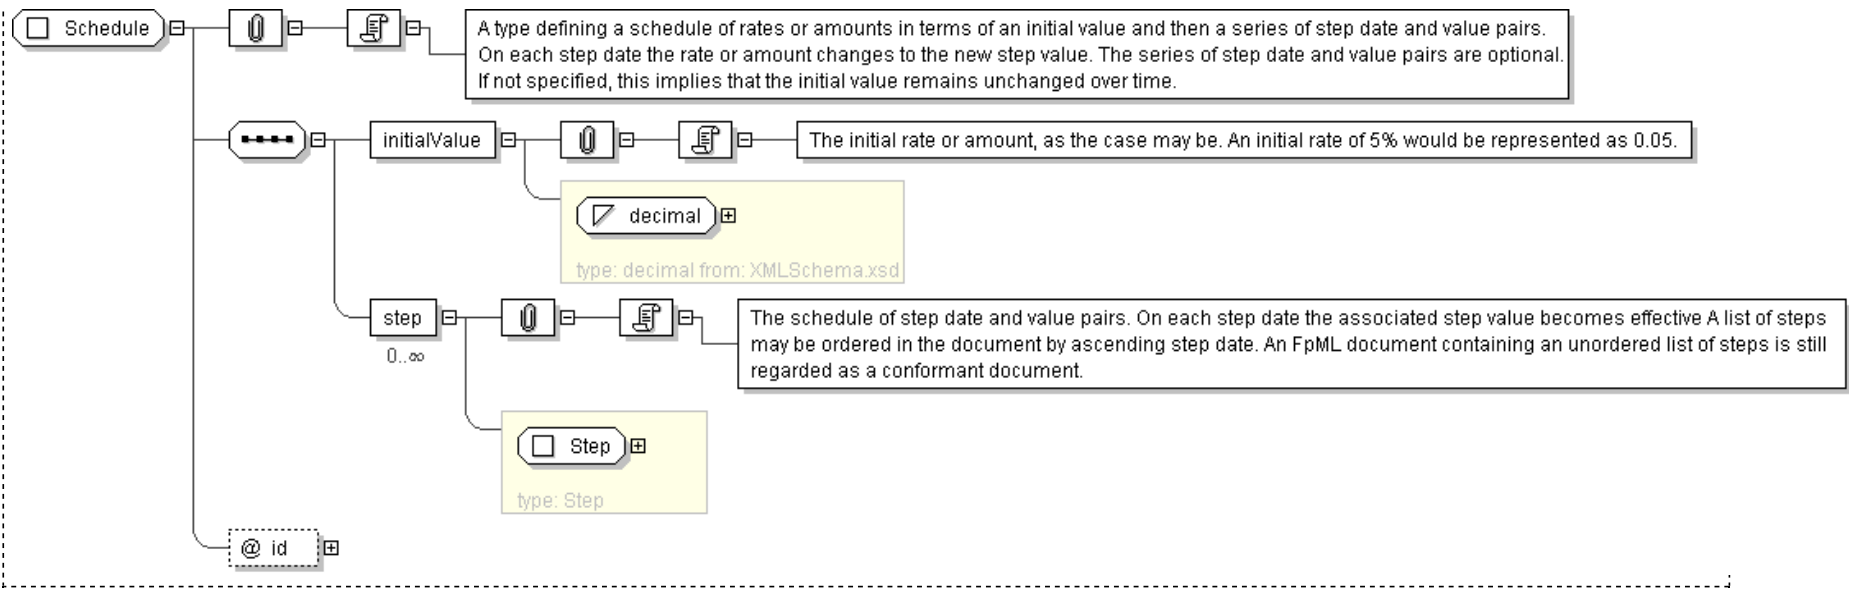 Schedule
A type defining a schedule of rates or amounts in terms of an initial value and then a series of step date and value pairs.
On each step date the rate or amount changes to the new step value. The series of step date and value pairs are optional.
If not specified, this implies that the initial value remains unchanged over time.
initialValue
The initial rate or amount, as the case may be. An initial rate of 5% would be represented as 0.05.
decimal
type: decimal from: XMLSchema.xsd
step
0..∞
The schedule of step date and value pairs. On each step date the associated step value becomes effective A list of steps
may be ordered in the document by ascending step date. An FpML document containing an unordered list of steps is still
regarded as a conformant document.
Step
type: Step
@ id